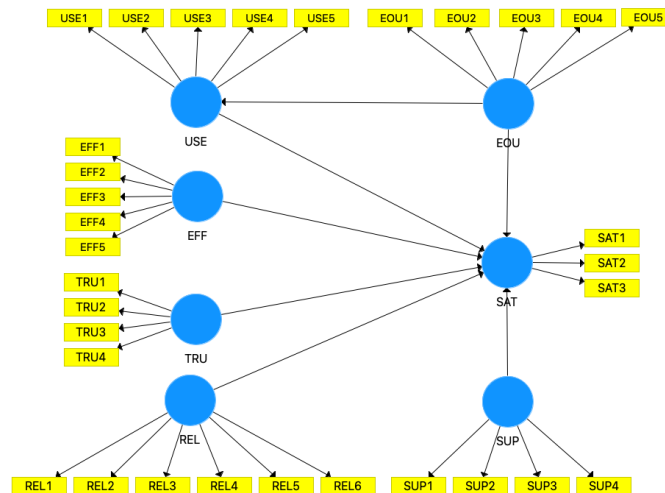 USE1 USE2 USE3 USE4 USE5 EOU1 EOU2 EOU3 EOU4 EOU5
USE
EOU
EFF1
EFF2
EFF3
EFF4
EFF5
EFF
SAT1
SAT2
SAT3
SAT
TRU1
TRU2
TRU3
TRU4
TRU
REL
SUP
REL1 REL2 REL3 REL4 REL5 REL6 SUP1 SUP2 SUP3 SUP4